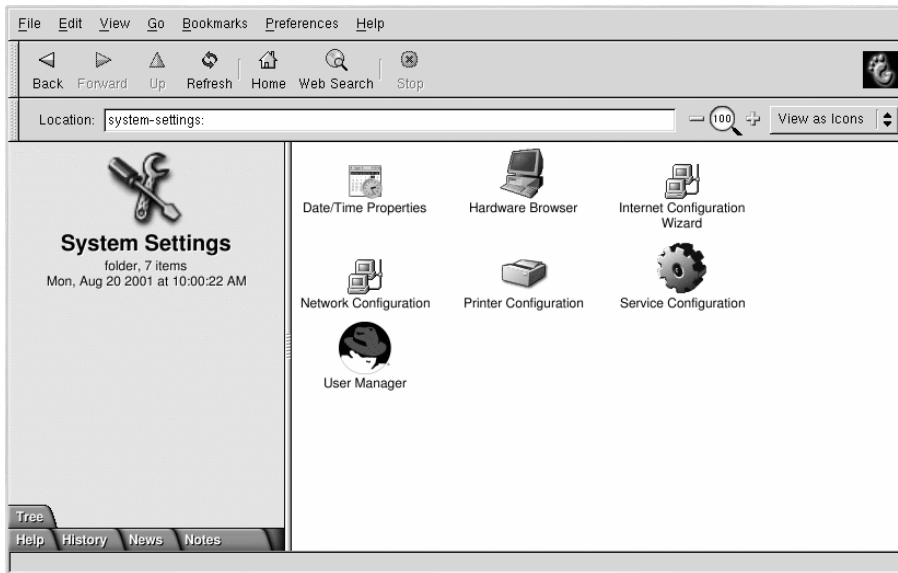 File Edit View Go Bookmarks Preferences Help
Back Forward Up Refresh Home Web Search Stop
Location: system-settings: 100 View as Icons
System Settings
folder, 7 items
Mon, Aug 20 2001 at 10:00:22 AM
Date/Time Properties
Hardware Browser
Internet Configuration
Wizard
Network Configuration
Printer Configuration
Service Configuration
User Manager
Tree
Help History News Notes